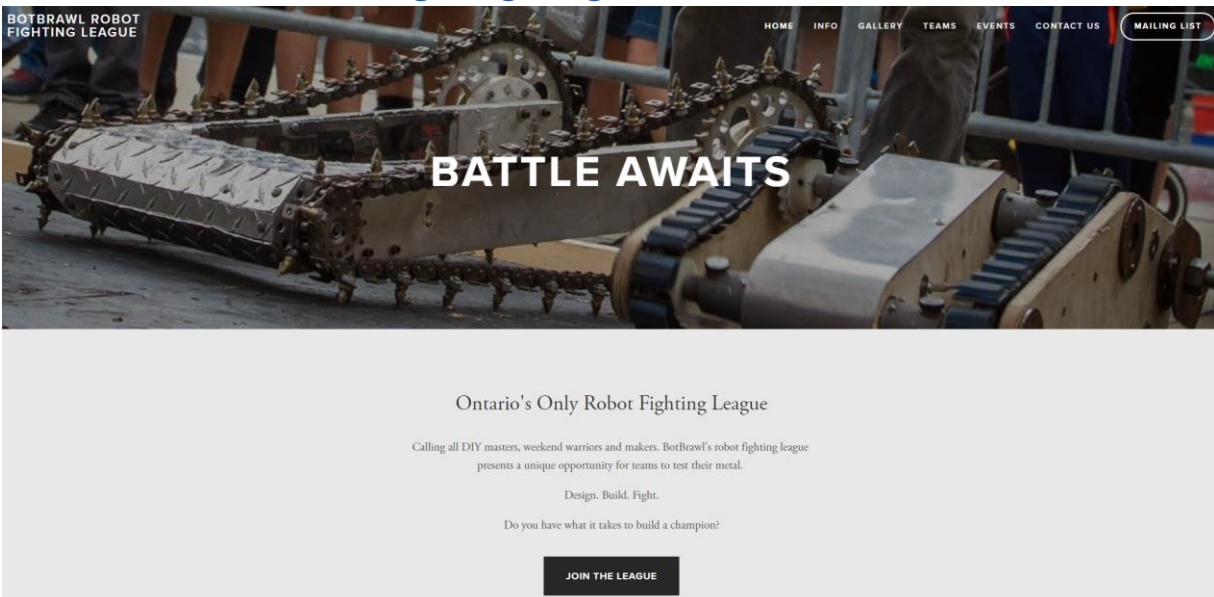 BOTBRAWL ROBOT
FIGHTING LEAGUE
HOME INFO GALLERY TEAMS EVENTS CONTACT US MAILING LIST
BATTLE AWAITS
Ontario's Only Robot Fighting League
Calling all DIY masters, weekend warriors and makers. BotBrawl's robot fighting league
presents a unique opportunity for teams to test their metal.
Design. Build. Fight.
Do you have what it takes to build a champion?
JOIN THE LEAGUE